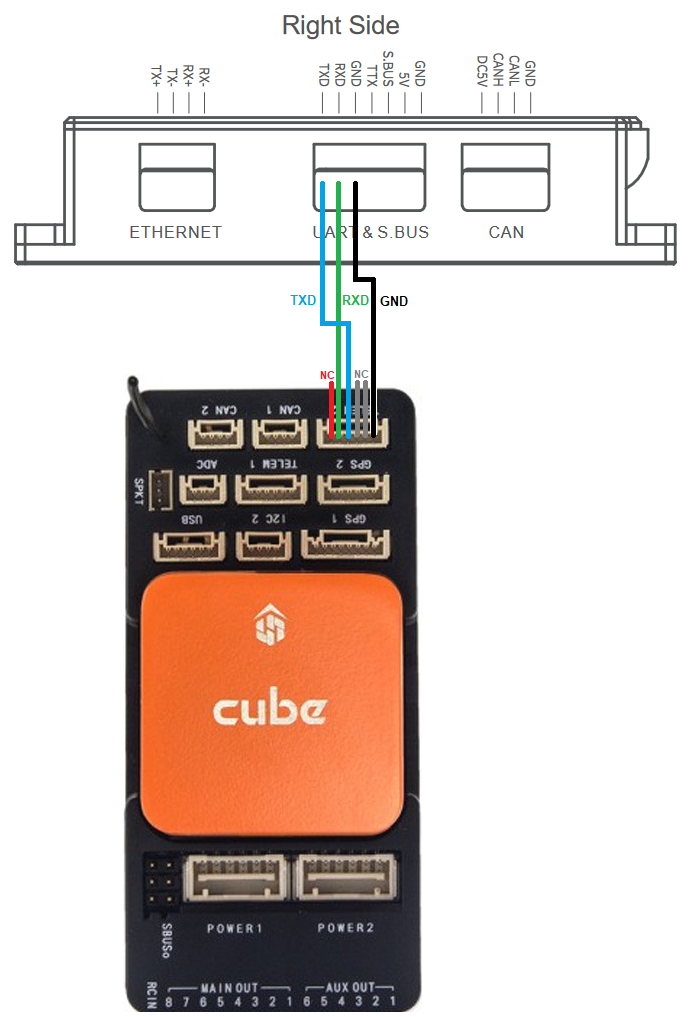 Right Side
TX+ TX- RX+ RX-
TXD RXD GND TTX S.BUS 5V GND
DC5V CANH CANL GND
ETHERNET
UART & S.BUS
CAN
TXD
RXD
GND
NC
NC
CAN 2
CAN 1
ADC
TELEM 1
GPS 2
SPKT
USB
I2C 2
GPS 1
cube
POWER1
POWER2
SBUSo
RCIN
MAIN OUT
AUX OUT
8 7 6 5 4 3 2 1
6 5 4 3 2 1